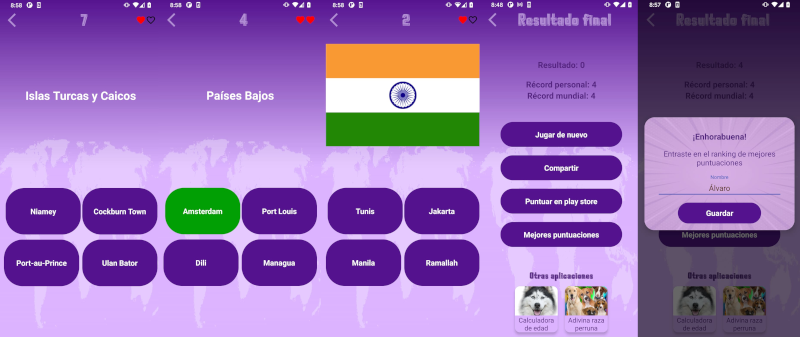 8:58
7
Islas Turcas y Caicos
Niamey
Cockburn Town
Port-au-Prince
Ulan Bator
8:58
4
Países Bajos
Amsterdam
Port Louis
Dili
Managua
8:58
2
Tunis
Jakarta
Manila
Ramallah
8:48
Resultado final
Resultado: 0
Récord personal: 4
Récord mundial: 4
Jugar de nuevo
Compartir
Puntuar en play store
Mejores puntuaciones
Otras aplicaciones
Calculadora
de edad
Adivina raza
perruna
8:57
Resultado final
Resultado: 4
Récord personal: 4
Récord mundial: 4
¡Enhorabuena!
Entraste en el ranking de mejores
puntuaciones
Nombre
Álvaro
Guardar
Mejores puntuaciones
Otras aplicaciones
Calculadora
de edad
Adivina raza
perruna